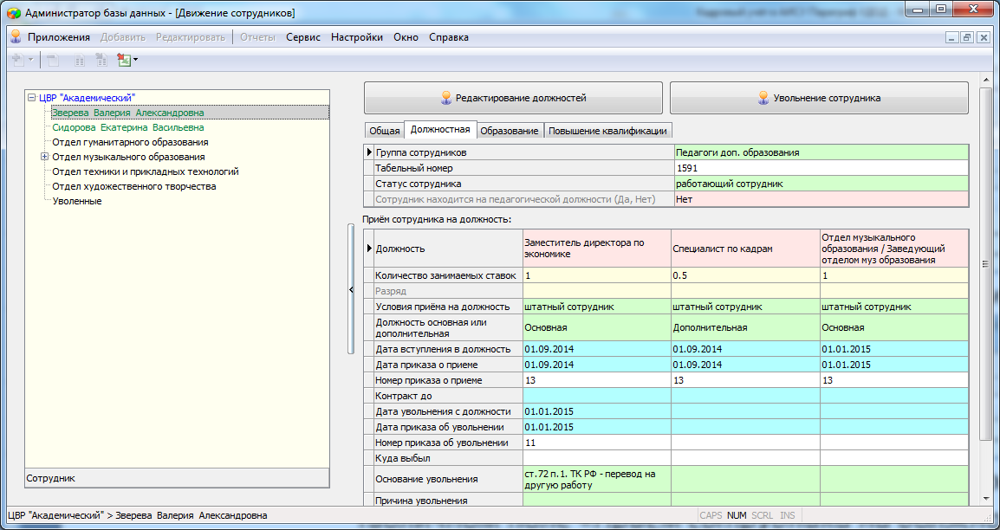 Администратор базы данных - [Движение сотрудников]
Приложения Добавить Редактировать Отчеты Сервис Настройки Окно Справка
ЦВР "Академический"
Зверева Валерия Александровна
Сидорова Екатерина Васильевна
Отдел гуманитарного образования
Отдел музыкального образования
Отдел техники и прикладных технологий
Отдел художественного творчества
Уволенные
Сотрудник
Редактирование должностей
Увольнение сотрудника
Общая Должностная Образование Повышение квалификации
Группа сотрудников Педагоги доп. образования
Табельный номер 1591
Статус сотрудника работающий сотрудник
Сотрудник находится на педагогической должности (Да, Нет) Нет
Приём сотрудника на должность:
Должность
Заместитель директора по
экономике
Специалист по кадрам
Отдел музыкального
образования / Заведующий
отделом муз образования
Количество занимаемых ставок 1 0.5 1
Разряд
Условия приёма на должность штатный сотрудник штатный сотрудник штатный сотрудник
Должность основная или
дополнительная
Основная Дополнительная Основная
Дата вступления в должность 01.09.2014 01.09.2014 01.01.2015
Дата приказа о приеме 01.09.2014 01.09.2014 01.01.2015
Номер приказа о приеме 13 13 13
Контракт до
Дата увольнения с должности 01.01.2015
Дата приказа об увольнении 01.01.2015
Номер приказа об увольнении 11
Куда выбыл
Основание увольнения
ст.72 п.1. ТК РФ - перевод на
другую работу
Причина увольнения
ЦВР "Академический" > Зверева Валерия Александровна
CAPS NUM SCRL INS